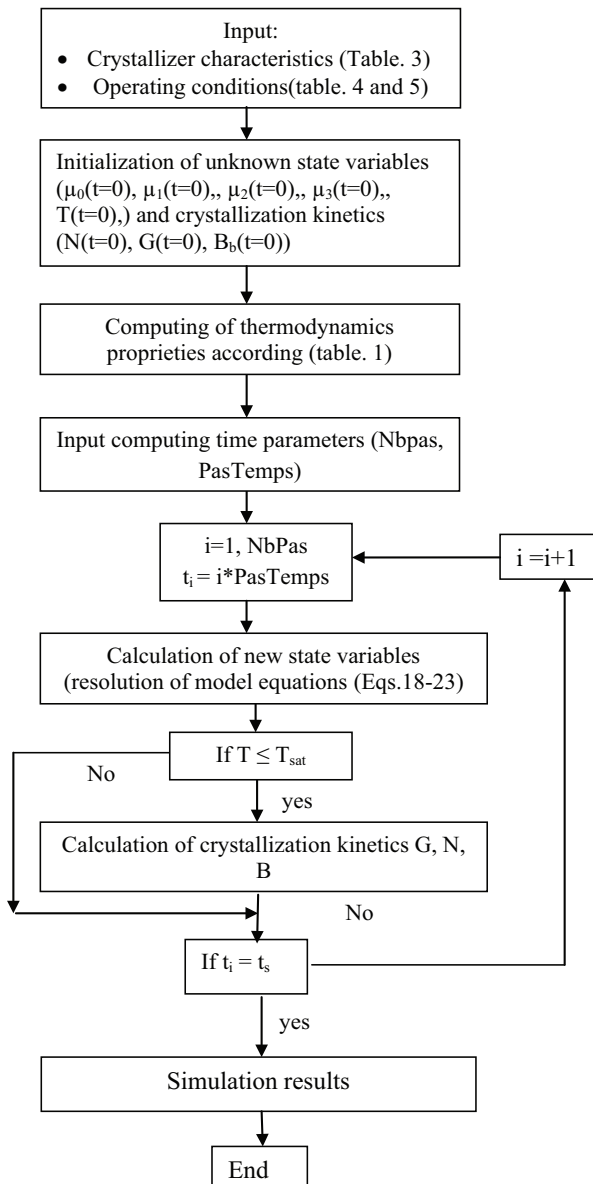 Input:
• Crystallizer characteristics (Table. 3)
• Operating conditions(table. 4 and 5)
Initialization of unknown state variables
(µ₀(t=0), µ₁(t=0),, µ₂(t=0),, µ₃(t=0),,
T(t=0),) and crystallization kinetics
(N(t=0), G(t=0), B_b(t=0))
Computing of thermodynamics
proprieties according (table. 1)
Input computing time parameters (Nbpas,
PasTemps)
i=1, NbPas
tᵢ = i*PasTemps
i =i+1
Calculation of new state variables
(resolution of model equations (Eqs.18-23)
If T ≤ T_sat
No
yes
Calculation of crystallization kinetics G, N,
B
No
If tᵢ = tₛ
yes
Simulation results
End